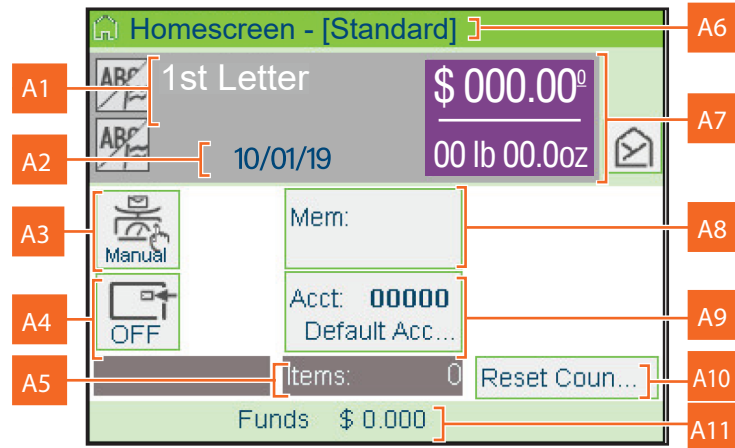 Homescreen - [Standard]
A6
A1
ABC
1st Letter
$ 000.00º
A7
A2
ABC
10/01/19
00 lb 00.0oz
A3
Manual
Mem:
A8
A4
OFF
Acct: 00000
Default Acc...
A9
A5
Items: 0
Reset Coun...
A10
Funds $ 0.000
A11